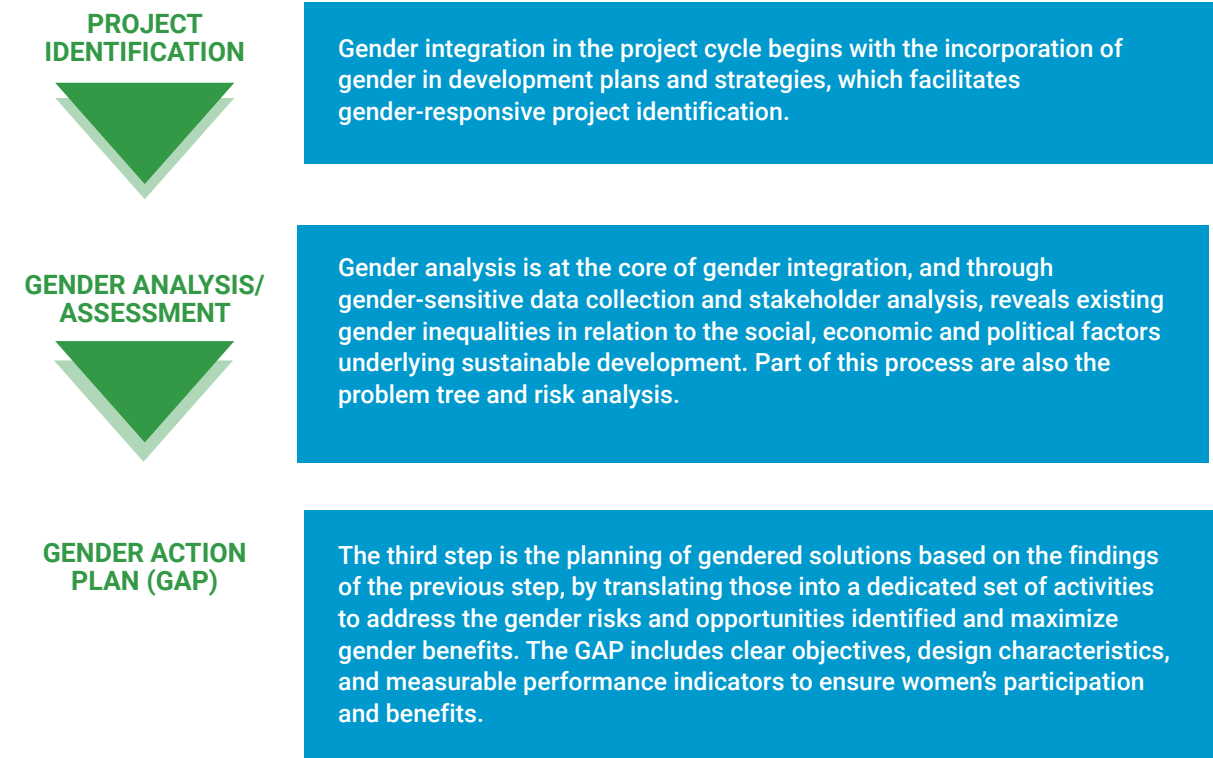 PROJECT
IDENTIFICATION
Gender integration in the project cycle begins with the incorporation of
gender in development plans and strategies, which facilitates
gender-responsive project identification.
GENDER ANALYSIS/
ASSESSMENT
Gender analysis is at the core of gender integration, and through
gender-sensitive data collection and stakeholder analysis, reveals existing
gender inequalities in relation to the social, economic and political factors
underlying sustainable development. Part of this process are also the
problem tree and risk analysis.
GENDER ACTION
PLAN (GAP)
The third step is the planning of gendered solutions based on the findings
of the previous step, by translating those into a dedicated set of activities
to address the gender risks and opportunities identified and maximize
gender benefits. The GAP includes clear objectives, design characteristics,
and measurable performance indicators to ensure women’s participation
and benefits.